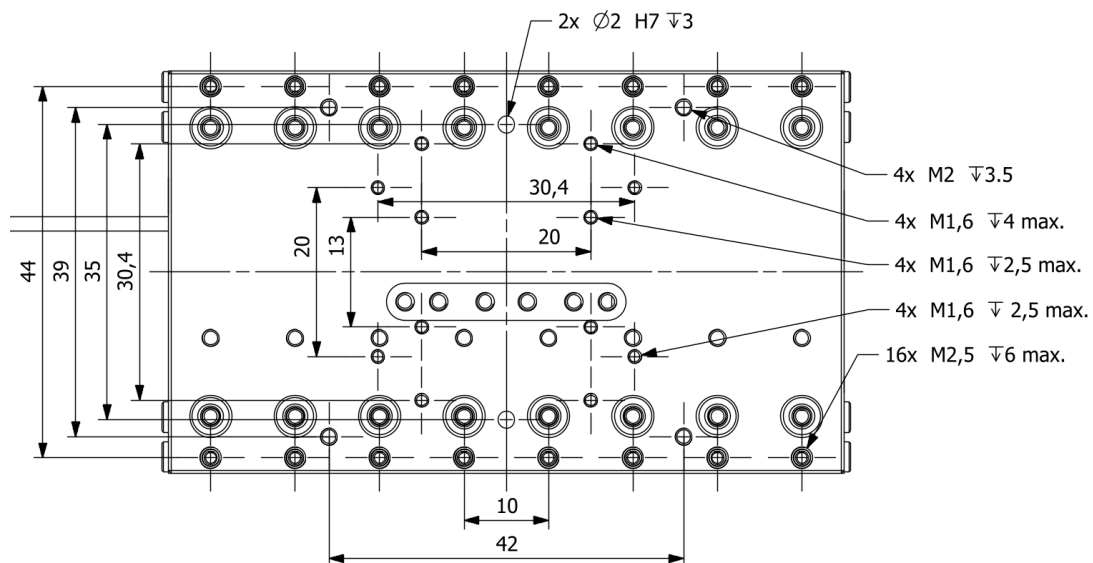 2x ∅2 H7 ↧3
4x M2 ↧3.5
30,4
4x M1,6 ↧4 max.
20
20
13
4x M1,6 ↧2,5 max.
44
39
35
30,4
4x M1,6 ↧ 2,5 max.
16x M2,5 ↧6 max.
10
42